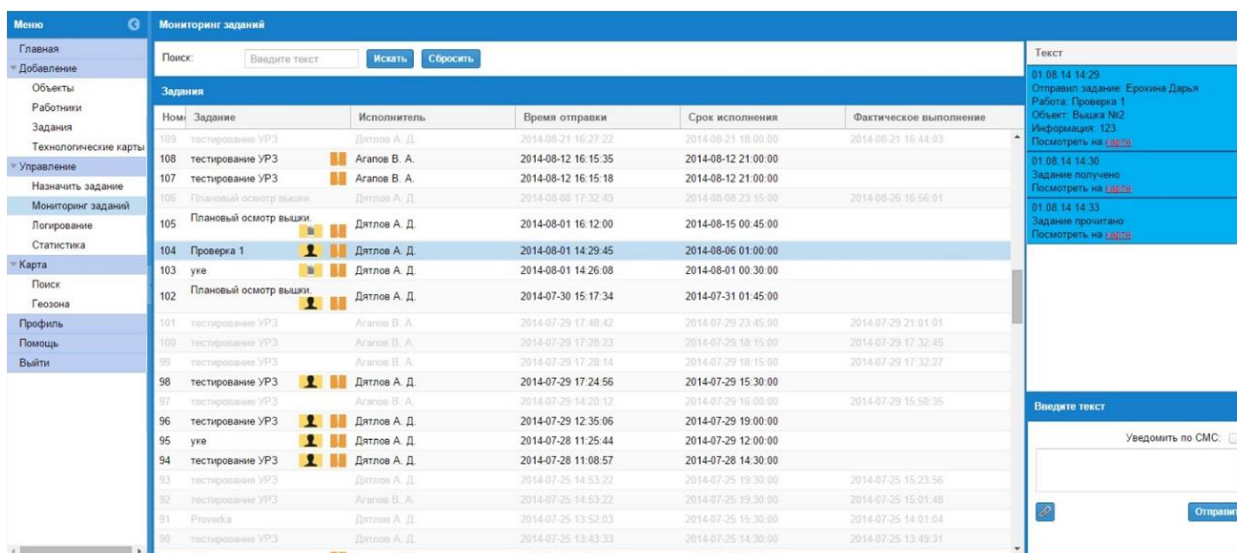 Меню
Главная
Добавление
Объекты
Работники
Задания
Технологические карты
Управление
Назначить задание
Мониторинг заданий
Логирование
Статистика
Карта
Поиск
Геозона
Профиль
Помощь
Выйти
Мониторинг заданий
Поиск: Введите текст Искать Сбросить
Задания
Номе Задание Исполнитель Время отправки Срок исполнения Фактическое выполнение
109 тестирование УРЗ Дятлов А. Д. 2014-08-21 16:27:22 2014-08-21 18:00:00 2014-08-21 16:44:03
108 тестирование УРЗ Агапов В. А. 2014-08-12 16:15:35 2014-08-12 21:00:00
107 тестирование УРЗ Агапов В. А. 2014-08-12 16:15:18 2014-08-12 21:00:00
106 Плановый осмотр вышки. Дятлов А. Д. 2014-08-08 17:32:49 2014-08-08 23:15:00 2014-08-26 16:56:01
105 Плановый осмотр вышки. Дятлов А. Д. 2014-08-01 16:12:00 2014-08-15 00:45:00
104 Проверка 1 Дятлов А. Д. 2014-08-01 14:29:45 2014-08-06 01:00:00
103 уке Дятлов А. Д. 2014-08-01 14:26:08 2014-08-01 00:30:00
102 Плановый осмотр вышки. Дятлов А. Д. 2014-07-30 15:17:34 2014-07-31 01:45:00
101 тестирование УРЗ Агапов В. А. 2014-07-29 17:48:42 2014-07-29 23:45:00 2014-07-29 21:01:01
100 тестирование УРЗ Агапов В. А. 2014-07-29 17:28:23 2014-07-29 18:15:00 2014-07-29 17:32:45
99 тестирование УРЗ Агапов В. А. 2014-07-29 17:28:14 2014-07-29 18:15:00 2014-07-29 17:32:27
98 тестирование УРЗ Дятлов А. Д. 2014-07-29 17:24:56 2014-07-29 15:30:00
97 тестирование УРЗ Агапов В. А. 2014-07-29 14:20:12 2014-07-29 16:00:00 2014-07-29 15:50:35
96 тестирование УРЗ Дятлов А. Д. 2014-07-29 12:35:06 2014-07-29 19:00:00
95 уке Дятлов А. Д. 2014-07-28 11:25:44 2014-07-29 12:00:00
94 тестирование УРЗ Дятлов А. Д. 2014-07-28 11:08:57 2014-07-28 14:30:00
93 тестирование УРЗ Дятлов А. Д. 2014-07-25 14:53:22 2014-07-25 19:30:00 2014-07-25 15:23:56
92 тестирование УРЗ Агапов В. А. 2014-07-25 14:53:22 2014-07-25 19:30:00 2014-07-25 15:01:48
91 Proverka Дятлов А. Д. 2014-07-25 13:52:03 2014-07-25 15:30:00 2014-07-25 14:01:04
90 тестирование УРЗ Дятлов А. Д. 2014-07-25 13:43:33 2014-07-25 14:30:00 2014-07-25 13:49:31
Текст
01.08.14 14:29
Отправил задание: Ерохина Дарья
Работа: Проверка 1
Объект: Вышка №2
Информация: 123
Посмотреть на карте
01.08.14 14:30
Задание получено
Посмотреть на карте
01.08.14 14:33
Задание прочитано
Посмотреть на карте
Введите текст
Уведомить по СМС:
Отправит